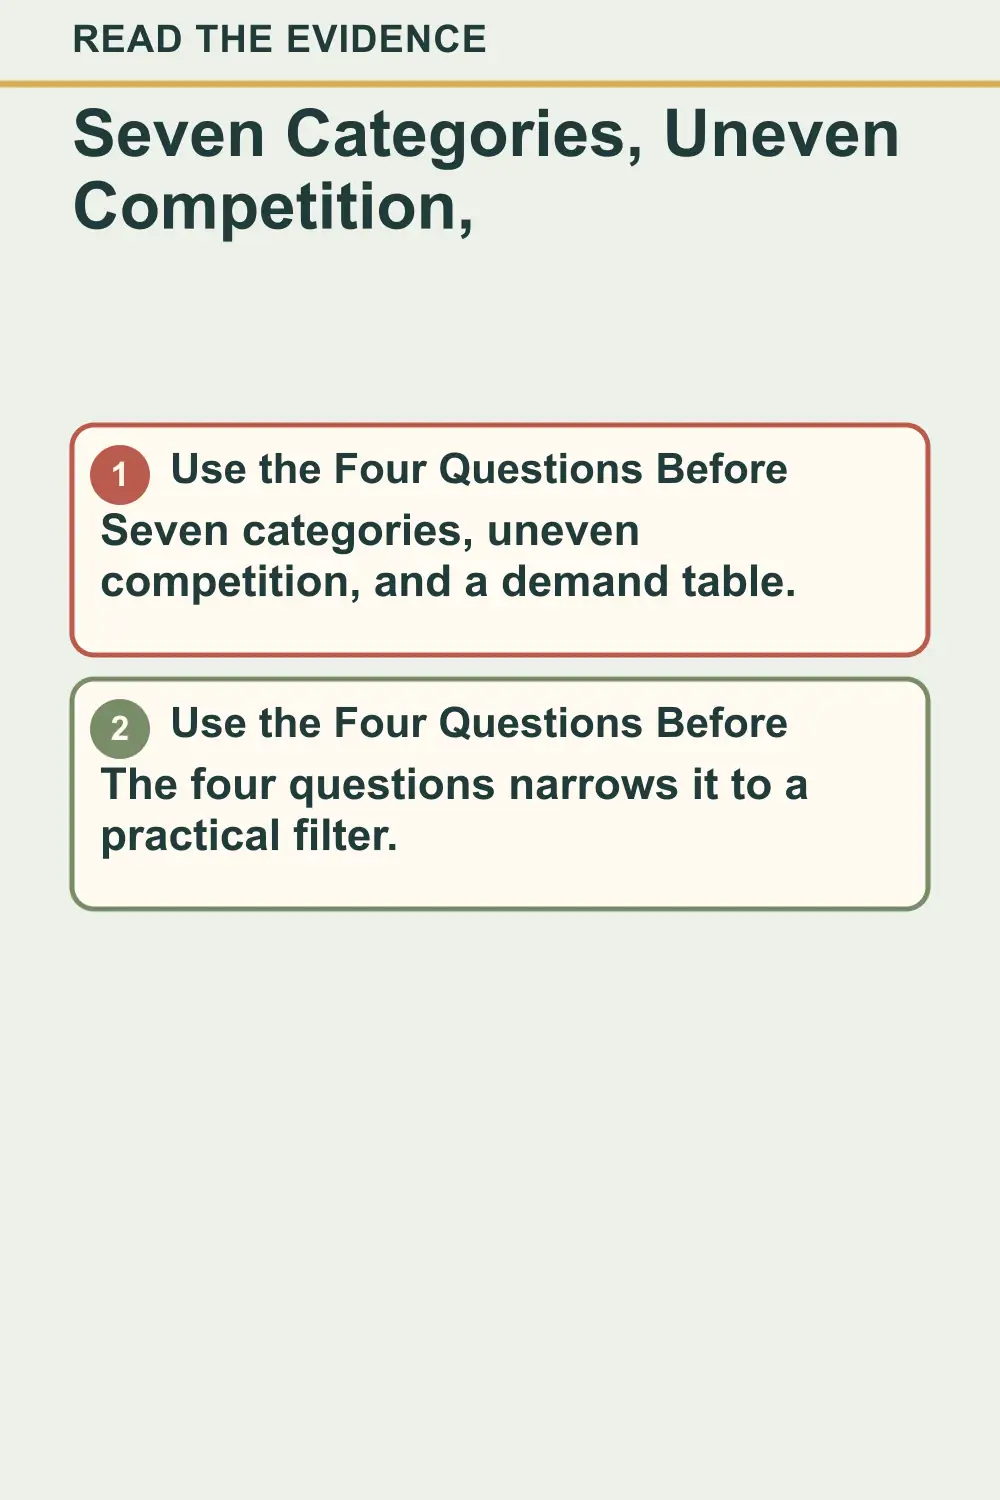 READ THE EVIDENCE
Seven Categories, Uneven
Competition,
1 Use the Four Questions Before
Seven categories, uneven
competition, and a demand table.
2 Use the Four Questions Before
The four questions narrows it to a
practical filter.